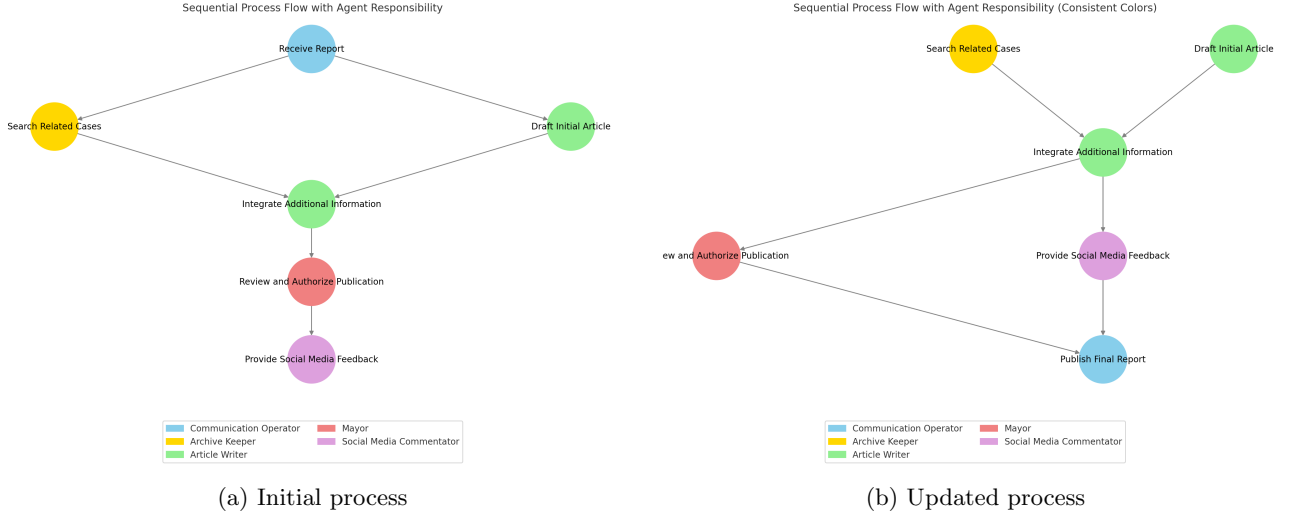 Sequential Process Flow with Agent Responsibility
Receive Report
Search Related Cases
Draft Initial Article
Integrate Additional Information
Review and Authorize Publication
Provide Social Media Feedback
Communication Operator
Archive Keeper
Article Writer
Mayor
Social Media Commentator
(a) Initial process
Sequential Process Flow with Agent Responsibility (Consistent Colors)
Search Related Cases
Draft Initial Article
Integrate Additional Information
ew and Authorize Publication
Provide Social Media Feedback
Publish Final Report
Communication Operator
Archive Keeper
Article Writer
Mayor
Social Media Commentator
(b) Updated process